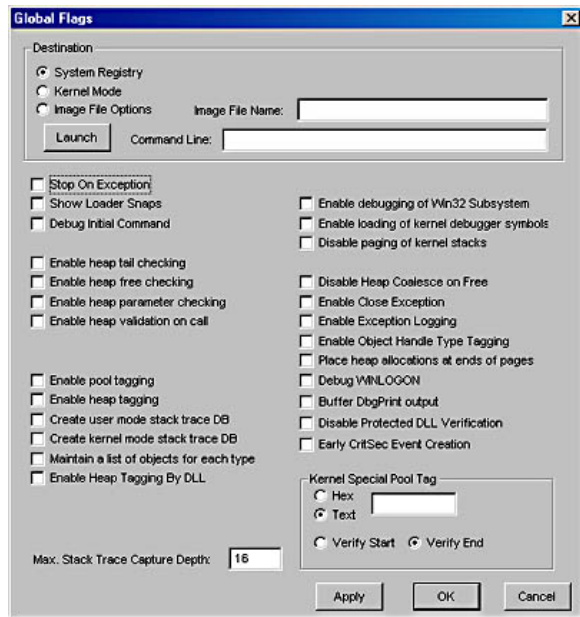 Global Flags
Destination
System Registry
Kernel Mode
Image File Options Image File Name:
Launch Command Line:
Stop On Exception
Show Loader Snaps
Debug Initial Command
Enable heap tail checking
Enable heap free checking
Enable heap parameter checking
Enable heap validation on call
Enable pool tagging
Enable heap tagging
Create user mode stack trace DB
Create kernel mode stack trace DB
Maintain a list of objects for each type
Enable Heap Tagging By DLL
Max. Stack Trace Capture Depth: 16
Enable debugging of Win32 Subsystem
Enable loading of kernel debugger symbols
Disable paging of kernel stacks
Disable Heap Coalesce on Free
Enable Close Exception
Enable Exception Logging
Enable Object Handle Type Tagging
Place heap allocations at ends of pages
Debug WINLOGON
Buffer DbgPrint output
Disable Protected DLL Verification
Early CritSec Event Creation
Kernel Special Pool Tag
Hex
Text
Verify Start Verify End
Apply OK Cancel